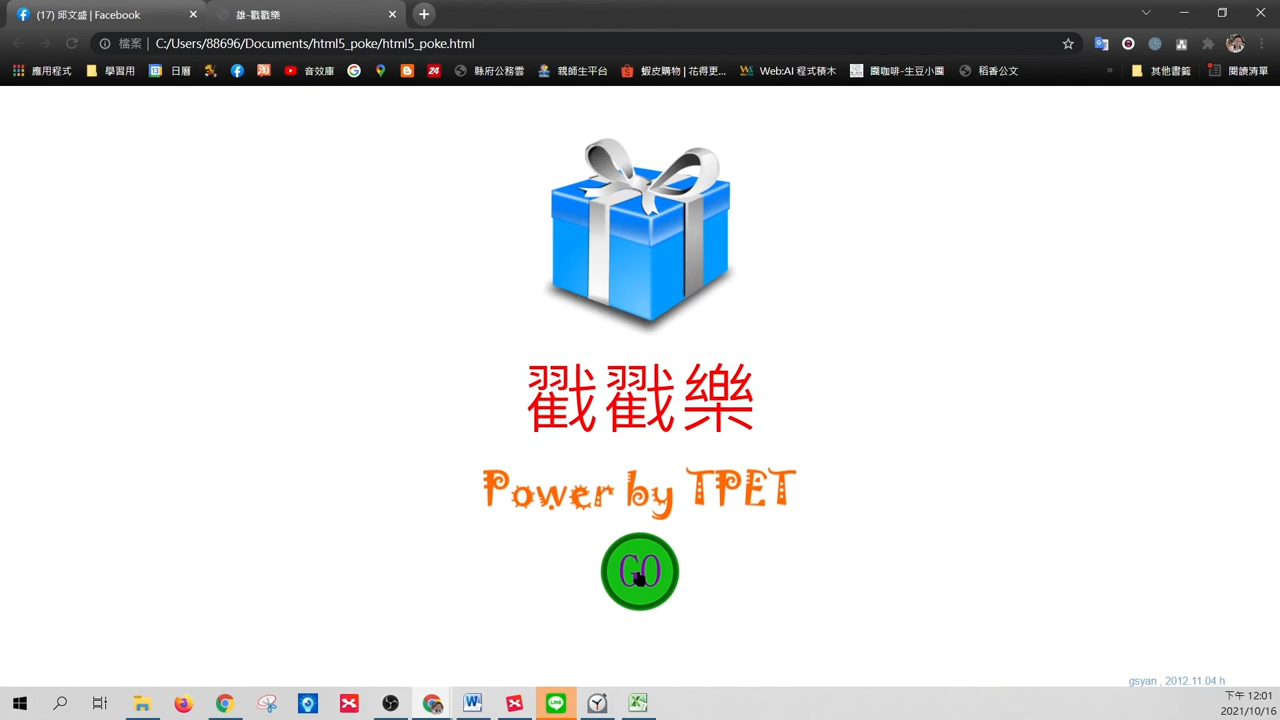 (17) 邱文盛 | Facebook
雄-戳戳樂
檔案 | C:/Users/88696/Documents/html5_poke/html5_poke.html
應用程式 學習用 日曆 音效庫 24 縣府公務雲 親師生平台 蝦皮購物 | 花得更... Web:AI 程式積木 國咖啡-生豆小圃 稻香公文 » 其他書籤 閱讀清單
戳戳樂
Power by TPET
GO
gsyan , 2012.11.04.h
下午 12:01
2021/10/16